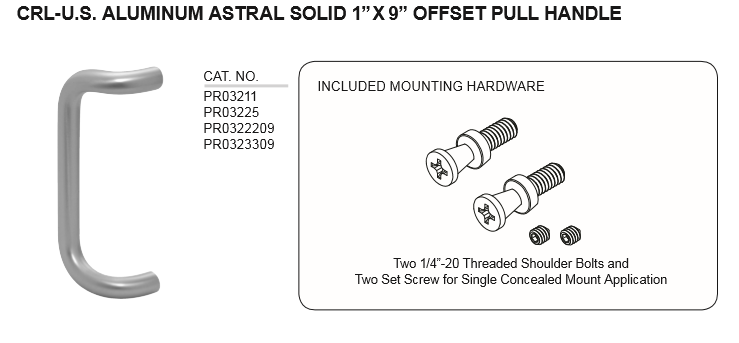 CRL-U.S. ALUMINUM ASTRAL SOLID 1” X 9” OFFSET PULL HANDLE
CAT. NO.
PR03211
PR03225
PR0322209
PR0323309
INCLUDED MOUNTING HARDWARE
Two 1/4”-20 Threaded Shoulder Bolts and
Two Set Screw for Single Concealed Mount Application